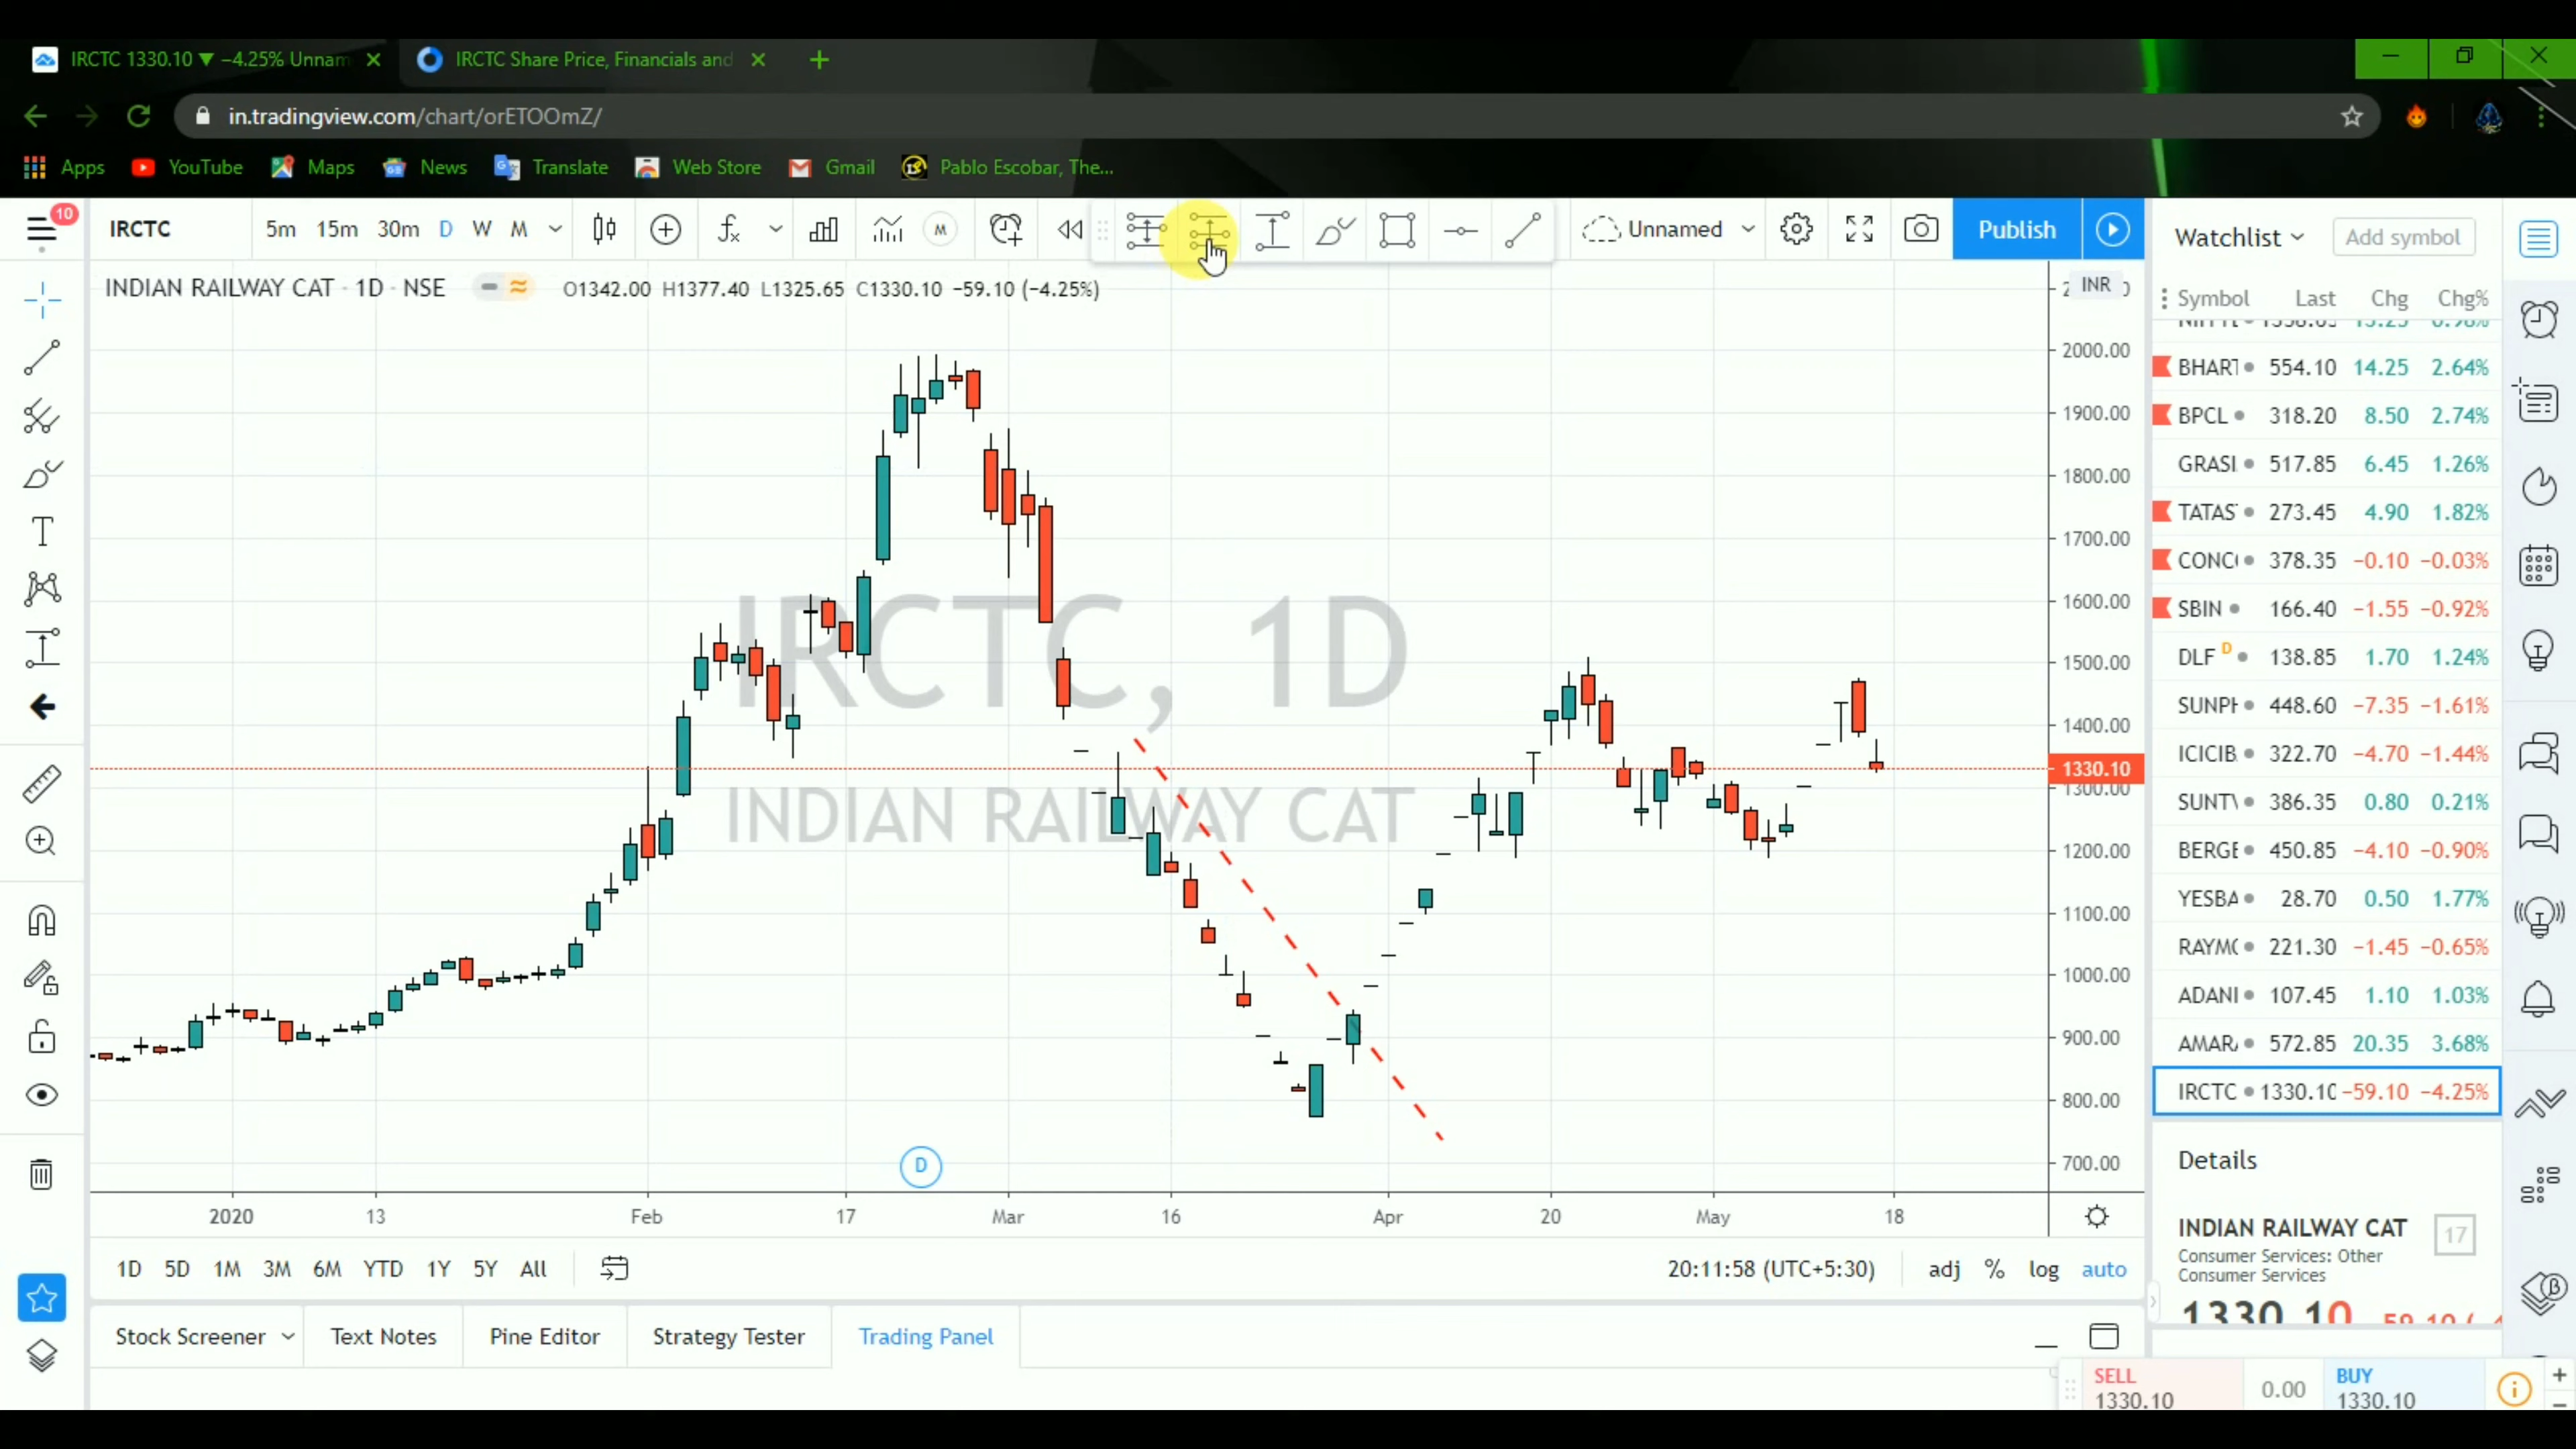 IRCTC 1330.10 ▼ −4.25% Unnam
IRCTC Share Price, Financials and
in.tradingview.com/chart/orETOOmZ/
Apps YouTube Maps News Translate Web Store Gmail Pablo Escobar, The...
10
IRCTC 5m 15m 30m D W M
M
Unnamed
Publish
Watchlist
Add symbol
INDIAN RAILWAY CAT · 1D · NSE
O1342.00 H1377.40 L1325.65 C1330.10 −59.10 (−4.25%)
INR
Symbol Last Chg Chg%
BHART 554.10 14.25 2.64%
BPCL 318.20 8.50 2.74%
GRASI 517.85 6.45 1.26%
TATAS 273.45 4.90 1.82%
CONC 378.35 −0.10 −0.03%
SBIN 166.40 −1.55 −0.92%
DLF D 138.85 1.70 1.24%
SUNPH 448.60 −7.35 −1.61%
ICICIB 322.70 −4.70 −1.44%
SUNTV 386.35 0.80 0.21%
BERGE 450.85 −4.10 −0.90%
YESBA 28.70 0.50 1.77%
RAYM 221.30 −1.45 −0.65%
ADANI 107.45 1.10 1.03%
AMAR 572.85 20.35 3.68%
IRCTC 1330.10 −59.10 −4.25%
2000.00
1900.00
1800.00
1700.00
1600.00
1500.00
1400.00
1330.10
1300.00
1200.00
1100.00
1000.00
900.00
800.00
700.00
IRCTC, 1D
INDIAN RAILWAY CAT
D
2020 13 Feb 17 Mar 16 Apr 20 May 18
1D 5D 1M 3M 6M YTD 1Y 5Y All
20:11:58 (UTC+5:30) adj % log auto
Stock Screener Text Notes Pine Editor Strategy Tester Trading Panel
Details
INDIAN RAILWAY CAT
17
Consumer Services: Other
Consumer Services
1330.10
SELL
1330.10
0.00
BUY
1330.10